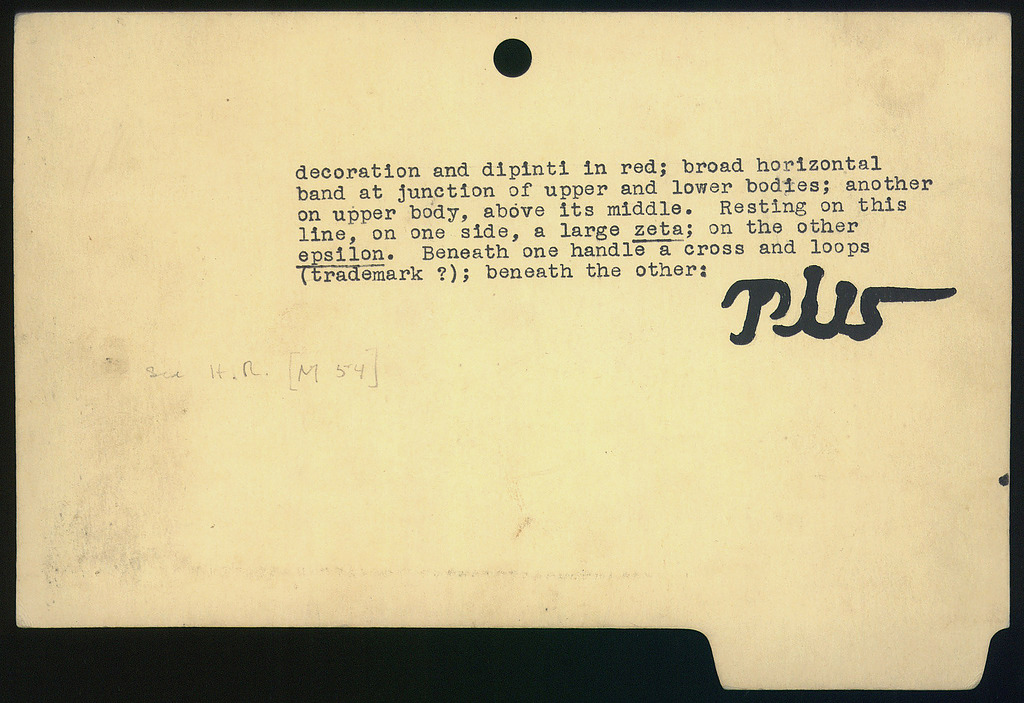 decoration and dipinti in red; broad horizontal
band at junction of upper and lower bodies; another
on upper body, above its middle.  Resting on this
line, on one side, a large zeta; on the other
epsilon.  Beneath one handle a cross and loops
(trademark ?); beneath the other:
see H.R. [M 54]